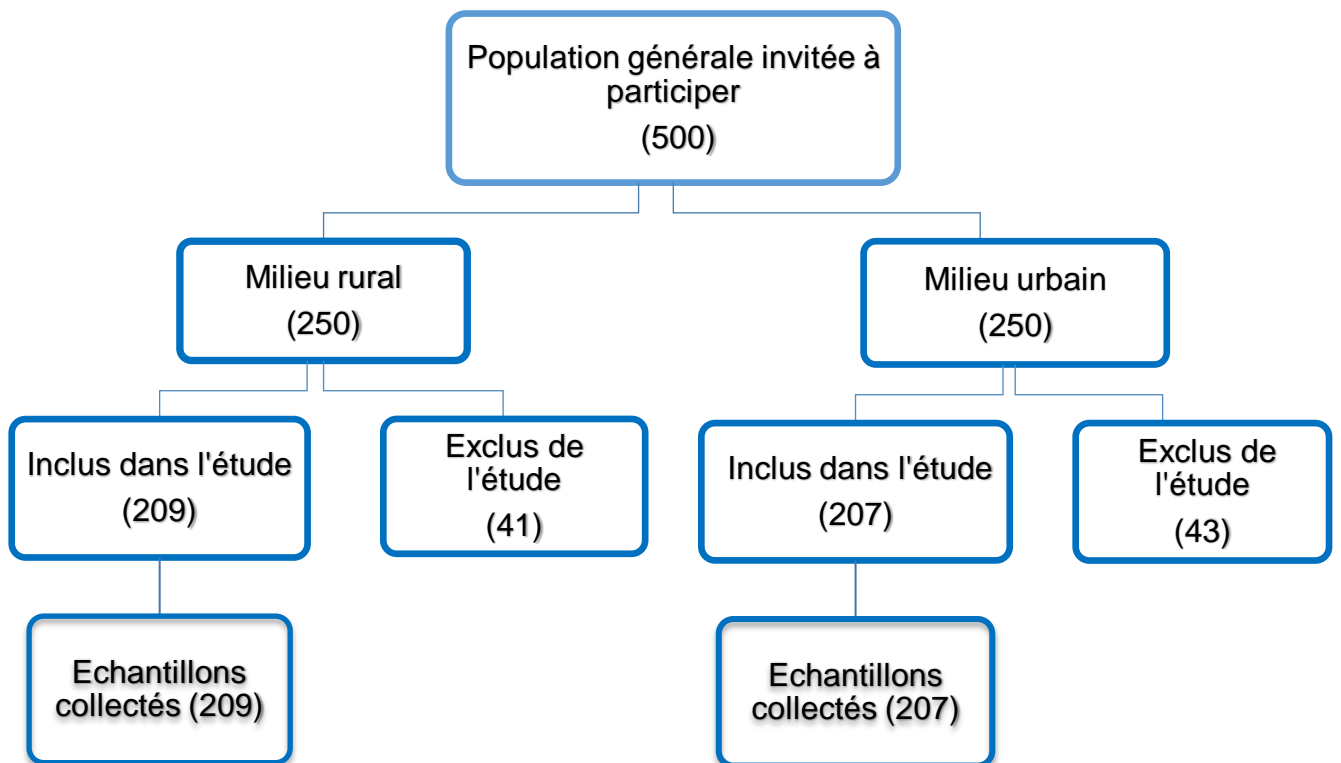 Population générale invitée à
participer
(500)
Milieu rural
(250)
Milieu urbain
(250)
Inclus dans l'étude
(209)
Exclus de
l'étude
(41)
Inclus dans l'étude
(207)
Exclus de
l'étude
(43)
Echantillons
collectés (209)
Echantillons
collectés (207)